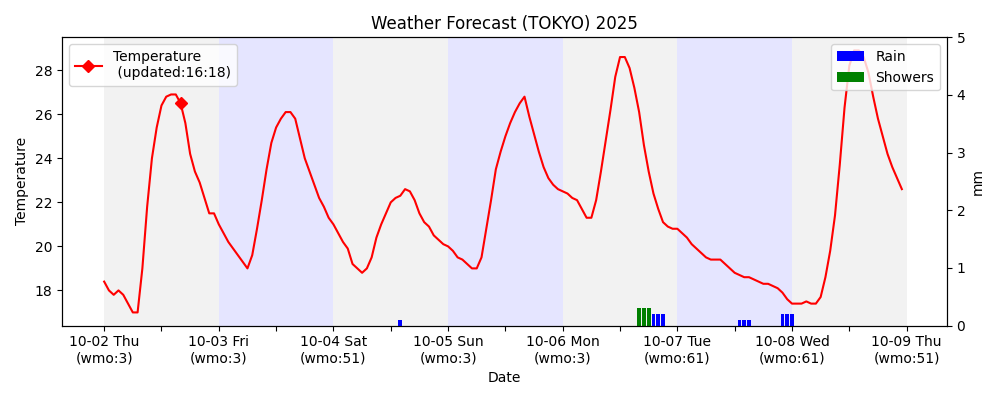 Weather Forecast (TOKYO) 2025
Temperature
(updated:16:18)
Rain
Showers
Temperature
28
26
24
22
20
18
5
4
3
2
1
0
mm
10-02 Thu
(wmo:3)
10-03 Fri
(wmo:3)
10-04 Sat
(wmo:51)
10-05 Sun
(wmo:3)
10-06 Mon
(wmo:3)
10-07 Tue
(wmo:61)
10-08 Wed
(wmo:61)
10-09 Thu
(wmo:51)
Date